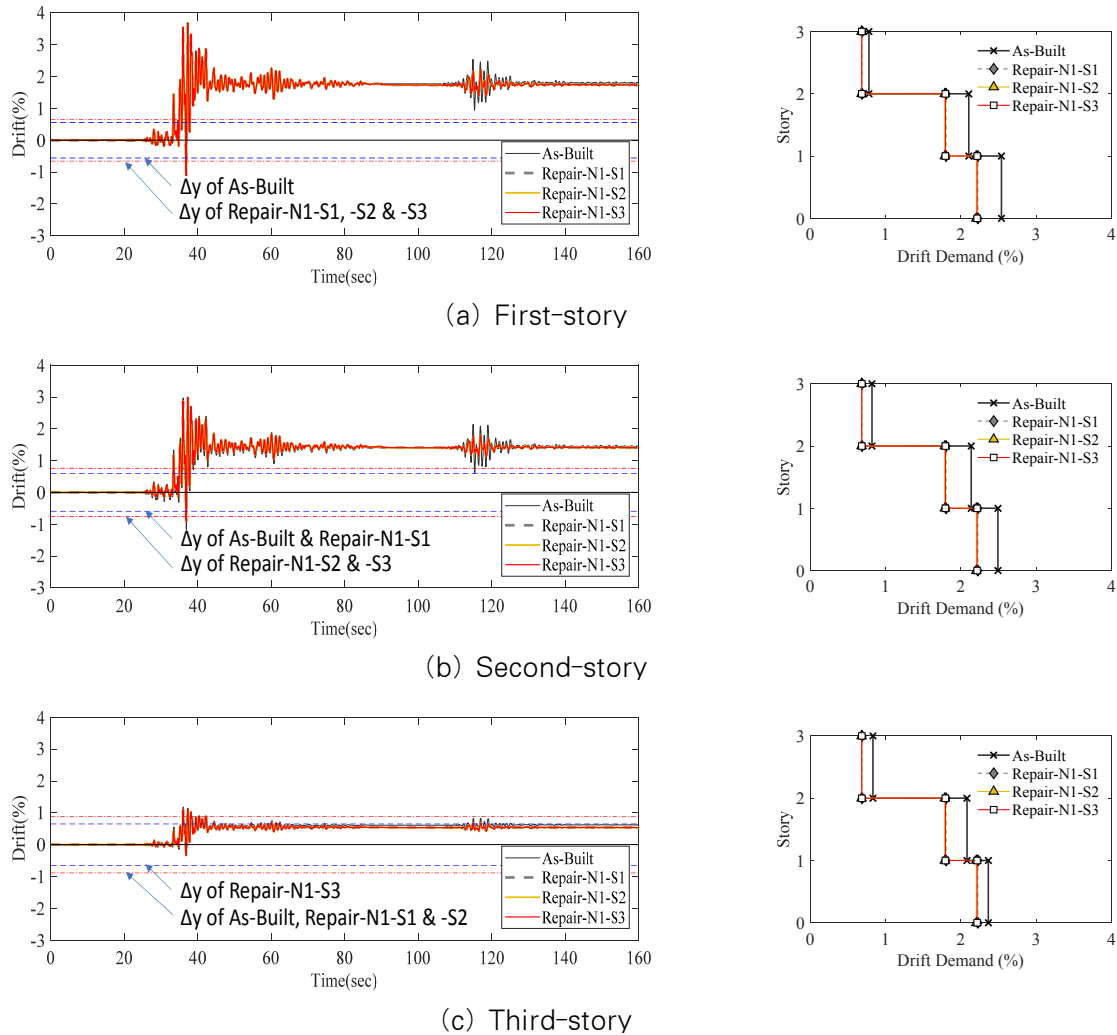 4
3
2
1
0
-1
-2
-3
Drift(%)
0 20 40 60 80 100 120 140 160
Time(sec)
Δy of As-Built
Δy of Repair-N1-S1, -S2 & -S3
As-Built
Repair-N1-S1
Repair-N1-S2
Repair-N1-S3
3
2
1
0
Story
0 1 2 3 4
Drift Demand (%)
As-Built
Repair-N1-S1
Repair-N1-S2
Repair-N1-S3
(a) First-story
4
3
2
1
0
-1
-2
-3
Drift(%)
0 20 40 60 80 100 120 140 160
Time(sec)
Δy of As-Built & Repair-N1-S1
Δy of Repair-N1-S2 & -S3
As-Built
Repair-N1-S1
Repair-N1-S2
Repair-N1-S3
3
2
1
0
Story
0 1 2 3 4
Drift Demand (%)
As-Built
Repair-N1-S1
Repair-N1-S2
Repair-N1-S3
(b) Second-story
4
3
2
1
0
-1
-2
-3
Drift(%)
0 20 40 60 80 100 120 140 160
Time(sec)
Δy of Repair-N1-S3
Δy of As-Built, Repair-N1-S1 & -S2
As-Built
Repair-N1-S1
Repair-N1-S2
Repair-N1-S3
3
2
1
0
Story
0 1 2 3 4
Drift Demand (%)
As-Built
Repair-N1-S1
Repair-N1-S2
Repair-N1-S3
(c) Third-story